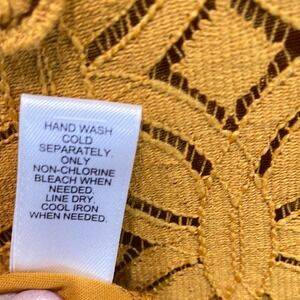 HAND WASH
COLD
SEPARATELY.
ONLY
NON-CHLORINE
BLEACH WHEN
NEEDED.
LINE DRY.
COOL IRON
WHEN NEEDED.